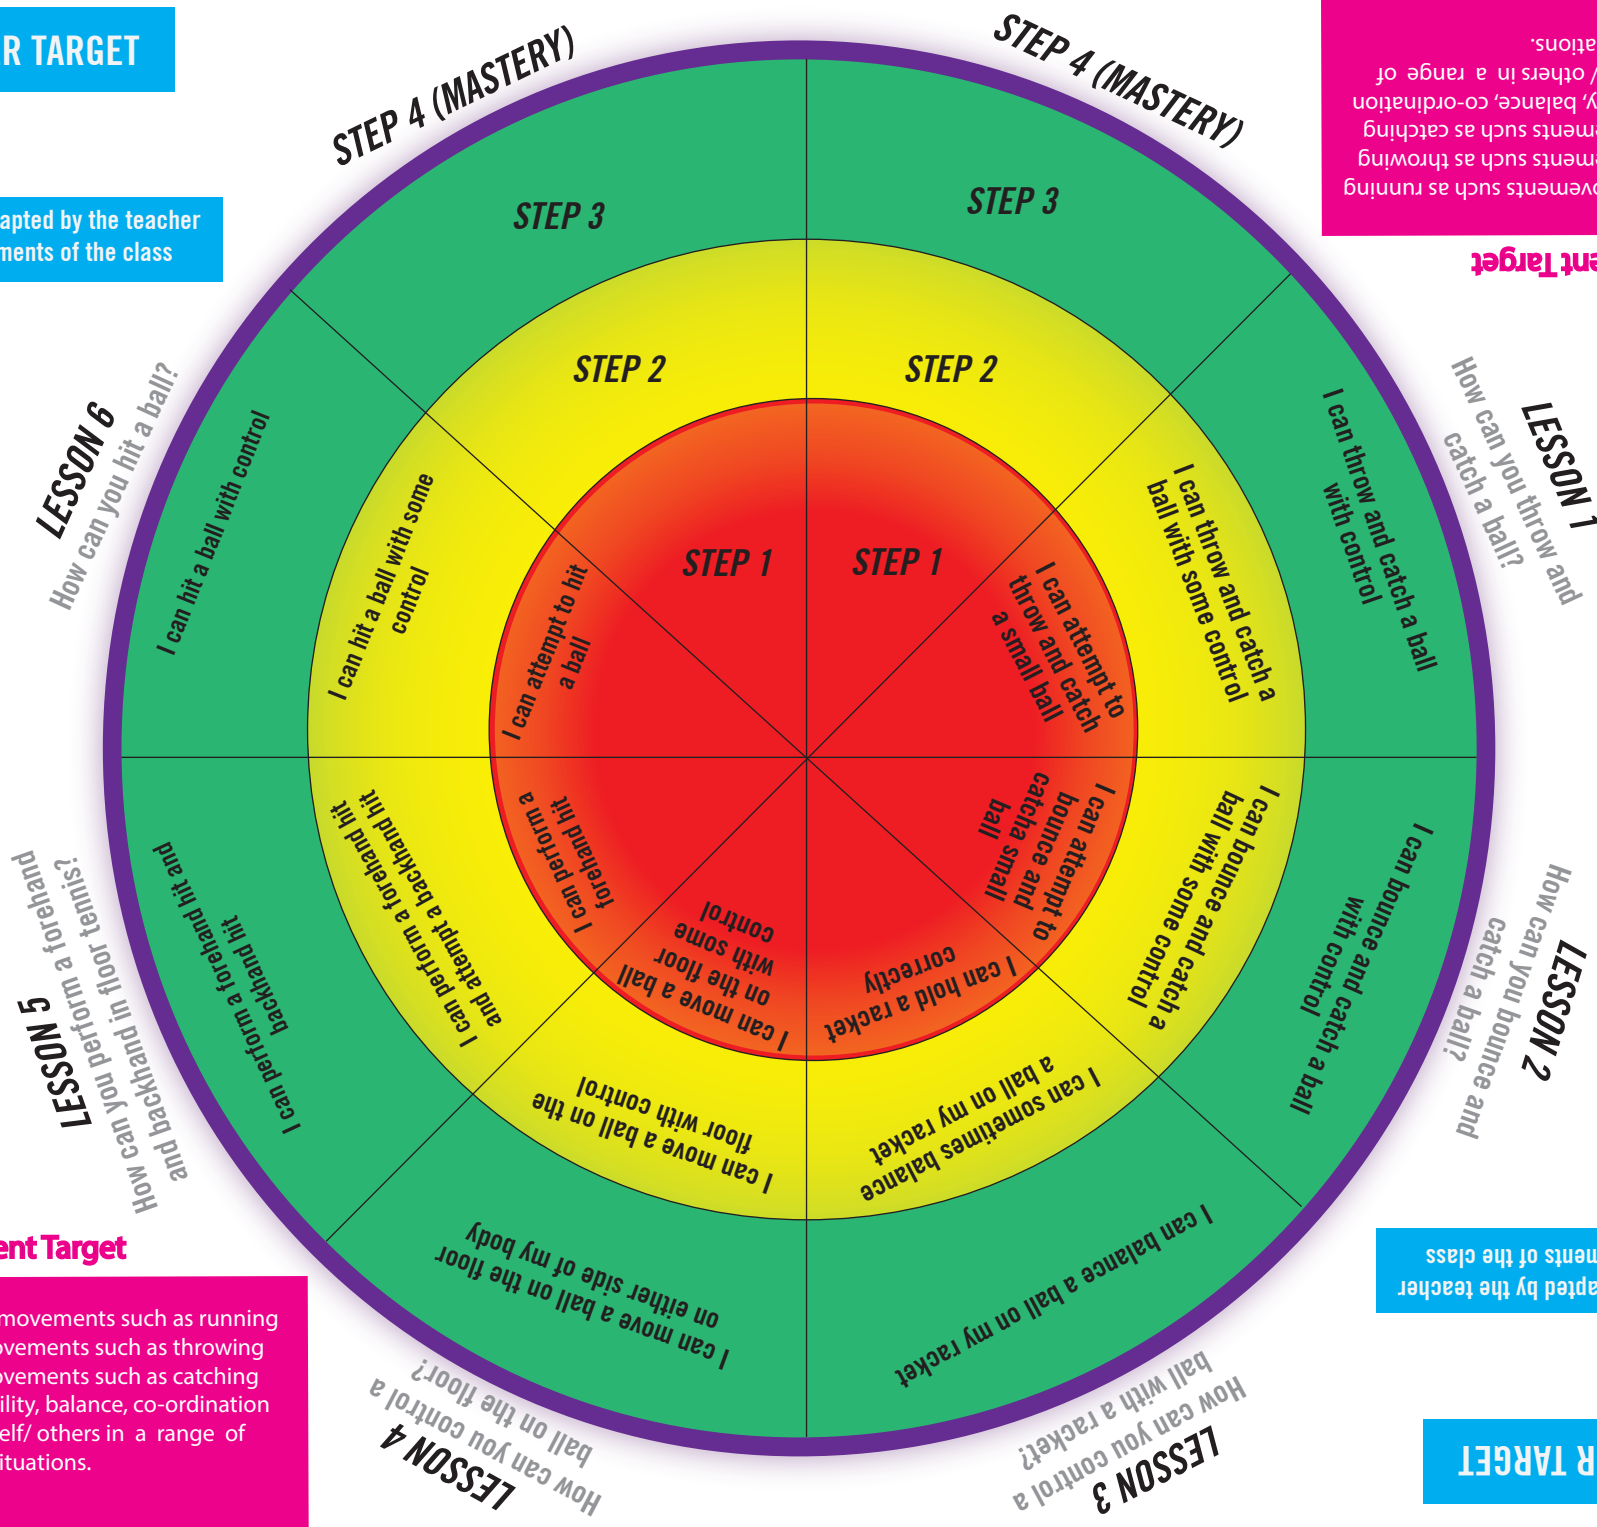 R TARGET
apted by the teacher
ments of the class
STEP 4 (MASTERY)
STEP 4 (MASTERY)
STEP 3
STEP 3
STEP 2
STEP 2
STEP 1
STEP 1
ent Target
ovements such as running
ements such as throwing
ements such as catching
y, balance, co-ordination
/ others in a range of
ations.
LESSON 1
How can you throw and
catch a ball?
I can throw and catch a ball
with control
I can throw and catch a
ball with some control
I can attempt to
throw and catch
a small ball
LESSON 2
How can you bounce and
catch a ball?
I can bounce and catch a ball
with control
I can bounce and catch a
ball with some control
I can attempt to
bounce and
catcha small
ball
LESSON 3
How can you control a
ball with a racket?
I can balance a ball on my racket
I can sometimes balance
a ball on my racket
I can hold a racket
correctly
LESSON 4
How can you control a
ball on the floor?
I can move a ball on the floor
on either side of my body
I can move a ball on the
floor with control
I can move a ball
on the floor
with some
control
LESSON 5
How can you perform a forehand
and backhand in floor tennis?
I can perform a forehand hit and
backhand hit
I can perform a forehand hit
and attempt a backhand hit
I can perform a
forehand hit
LESSON 6
How can you hit a ball?
I can hit a ball with control
I can hit a ball with some
control
I can attempt to hit
a ball
ent Target
movements such as running
ovements such as throwing
ovements such as catching
ility, balance, co-ordination
elf/ others in a range of
ituations.
apted by the teacher
ments of the class
R TARGET